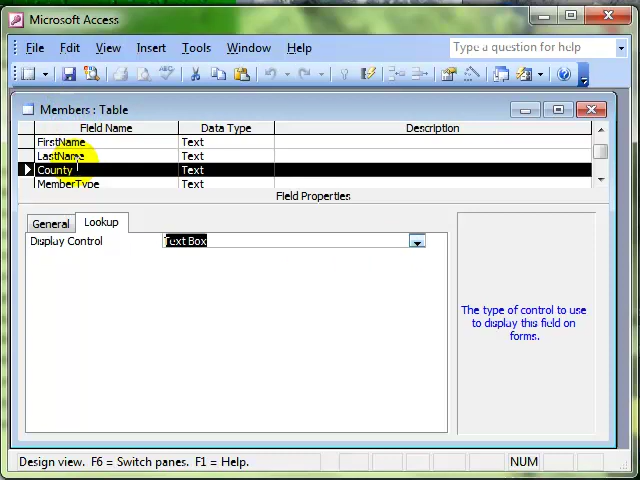 Microsoft Access
File Edit View Insert Tools Window Help Type a question for help
Members : Table
Field Name Data Type Description
FirstName Text
LastName Text
County Text
MemberType Text
Field Properties
General Lookup
Display Control Text Box
The type of control to use
to display this field on
forms.
Design view. F6 = Switch panes. F1 = Help. NUM